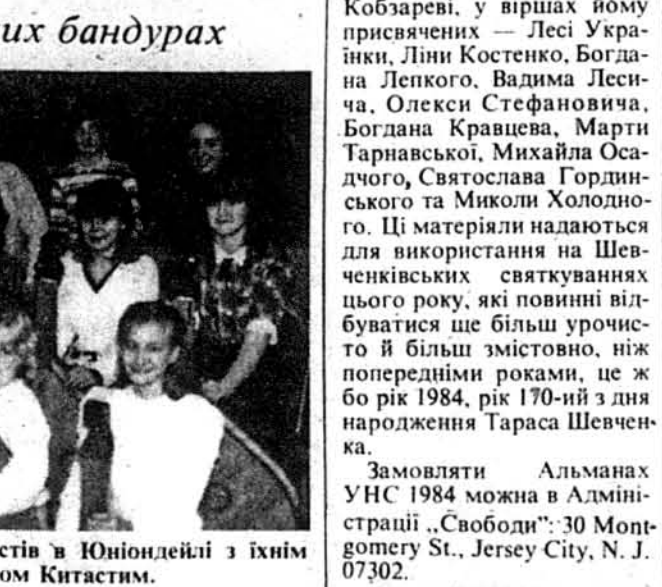 их бандурах
стів в Юніондейлі з їхнім
ом Китастим.
Кобзареві, у віршах йому
присвячених — Лесі Укра-
їнки, Ліни Костенко, Богда-
на Лепкого, Вадима Леси-
ча, Олекси Стефановича,
Богдана Кравцева, Марти
Тарнавської, Михайла Оса-
дчого, Святослава Гордин-
ського та Миколи Холодно-
го. Ці матеріяли надаються
для використання на Шев-
ченківських святкуваннях
цього року, які повинні від-
буватися ще більш урочис-
то й більш змістовно, ніж
попередніми роками, це ж
бо рік 1984, рік 170-ий з дня
народження Тараса Шевчен-
ка.
Замовляти Альманах
УНС 1984 можна в Адміні-
страції „Свободи": 30 Mont-
gomery St., Jersey City, N. J.
07302.